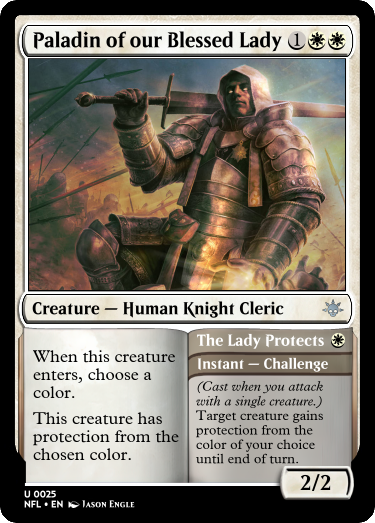 Paladin of our Blessed Lady 1
Creature — Human Knight Cleric
When this creature
enters, choose a
color.
This creature has
protection from the
chosen color.
The Lady Protects
Instant — Challenge
(Cast when you attack
with a single creature.)
Target creature gains
protection from the
color of your choice
until end of turn.
2/2
U 0025
NFL • EN Jason Engle